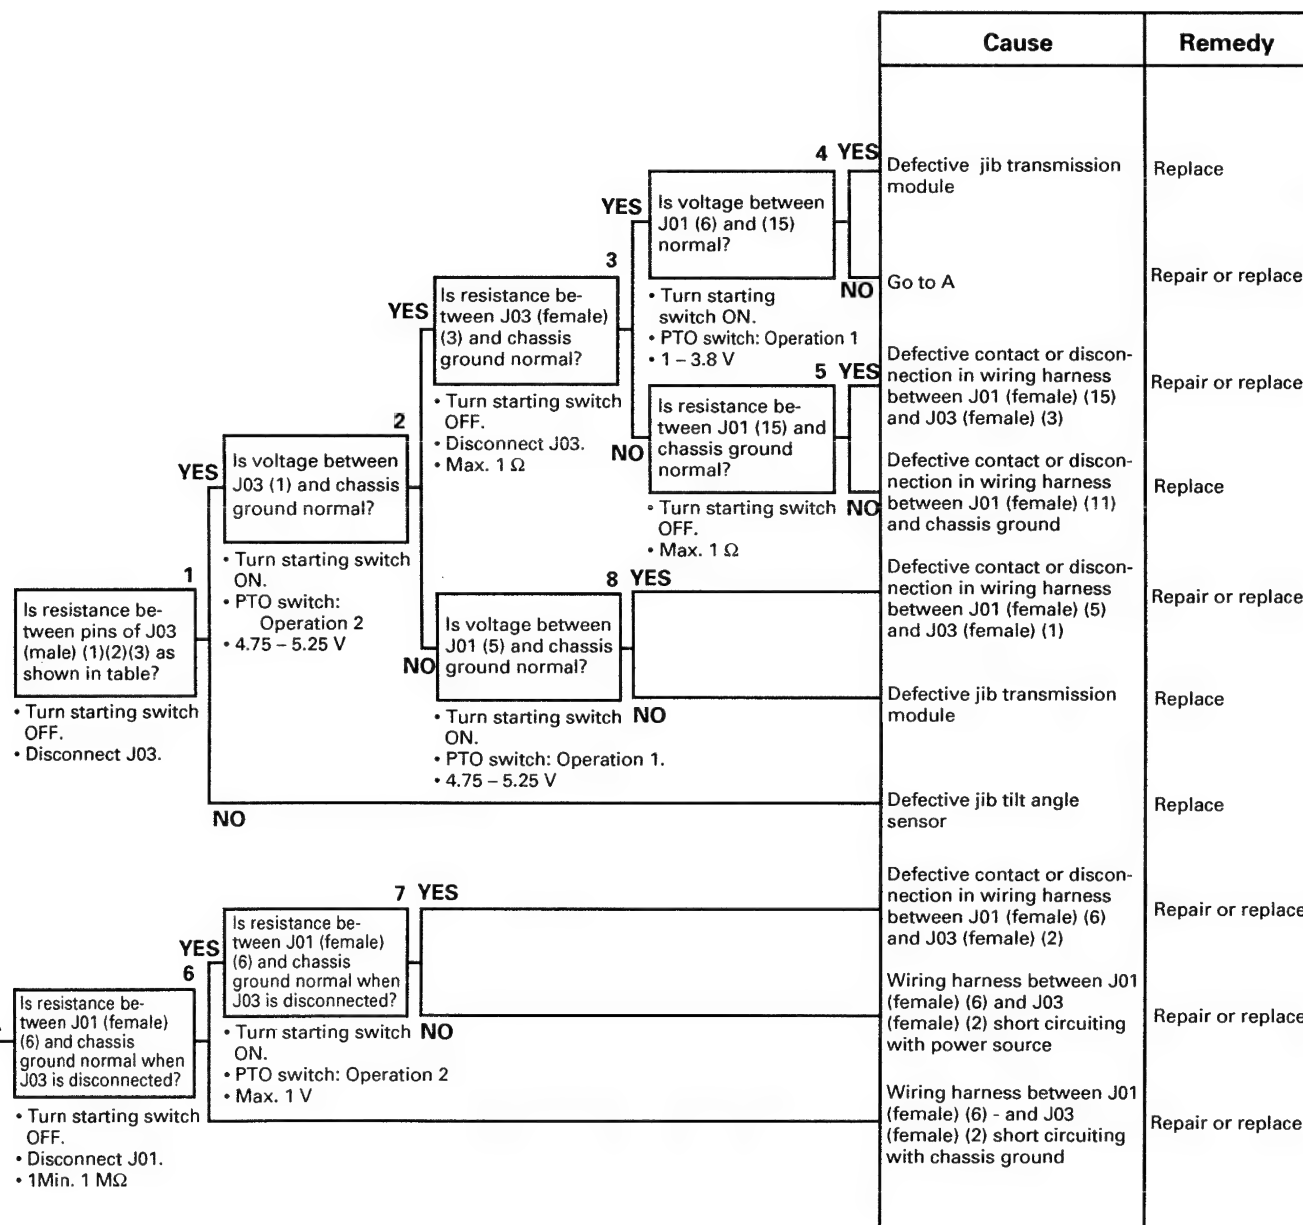 Cause
Remedy
4 YES
Defective jib transmission
module
Replace
YES
Is voltage between
J01 (6) and (15)
normal?
NO
Go to A
Repair or replace
• Turn starting
switch ON.
• PTO switch: Operation 1
• 1 – 3.8 V
3
YES
Is resistance be-
tween J03 (female)
(3) and chassis
ground normal?
• Turn starting switch
OFF.
• Disconnect J03.
• Max. 1 Ω
5 YES
Defective contact or discon-
nection in wiring harness
between J01 (female) (15)
and J03 (female) (3)
Repair or replace
NO
Is resistance be-
tween J01 (15) and
chassis ground
normal?
• Turn starting switch
OFF.
• Max. 1 Ω
NO
Defective contact or discon-
nection in wiring harness
between J01 (female) (11)
and chassis ground
Replace
2
YES
Is voltage between
J03 (1) and chassis
ground normal?
• Turn starting switch
ON.
• PTO switch:
Operation 2
• 4.75 – 5.25 V
8 YES
Defective contact or discon-
nection in wiring harness
between J01 (female) (5)
and J03 (female) (1)
Repair or replace
NO
Is voltage between
J01 (5) and chassis
ground normal?
• Turn starting switch
ON.
• PTO switch: Operation 1.
• 4.75 – 5.25 V
NO
Defective jib transmission
module
Replace
1
Is resistance be-
tween pins of J03
(male) (1)(2)(3) as
shown in table?
• Turn starting switch
OFF.
• Disconnect J03.
NO
Defective jib tilt angle
sensor
Replace
7 YES
Defective contact or discon-
nection in wiring harness
between J01 (female) (6)
and J03 (female) (2)
Repair or replace
YES
Is resistance be-
tween J01 (female)
(6) and chassis
ground normal when
J03 is disconnected?
• Turn starting switch
ON.
• PTO switch: Operation 2
• Max. 1 V
NO
Wiring harness between J01
(female) (6) and J03
(female) (2) short circuiting
with power source
Repair or replace
6
Is resistance be-
tween J01 (female)
(6) and chassis
ground normal when
J03 is disconnected?
• Turn starting switch
OFF.
• Disconnect J01.
• 1Min. 1 MΩ
Wiring harness between J01
(female) (6) - and J03
(female) (2) short circuiting
with chassis ground
Repair or replace